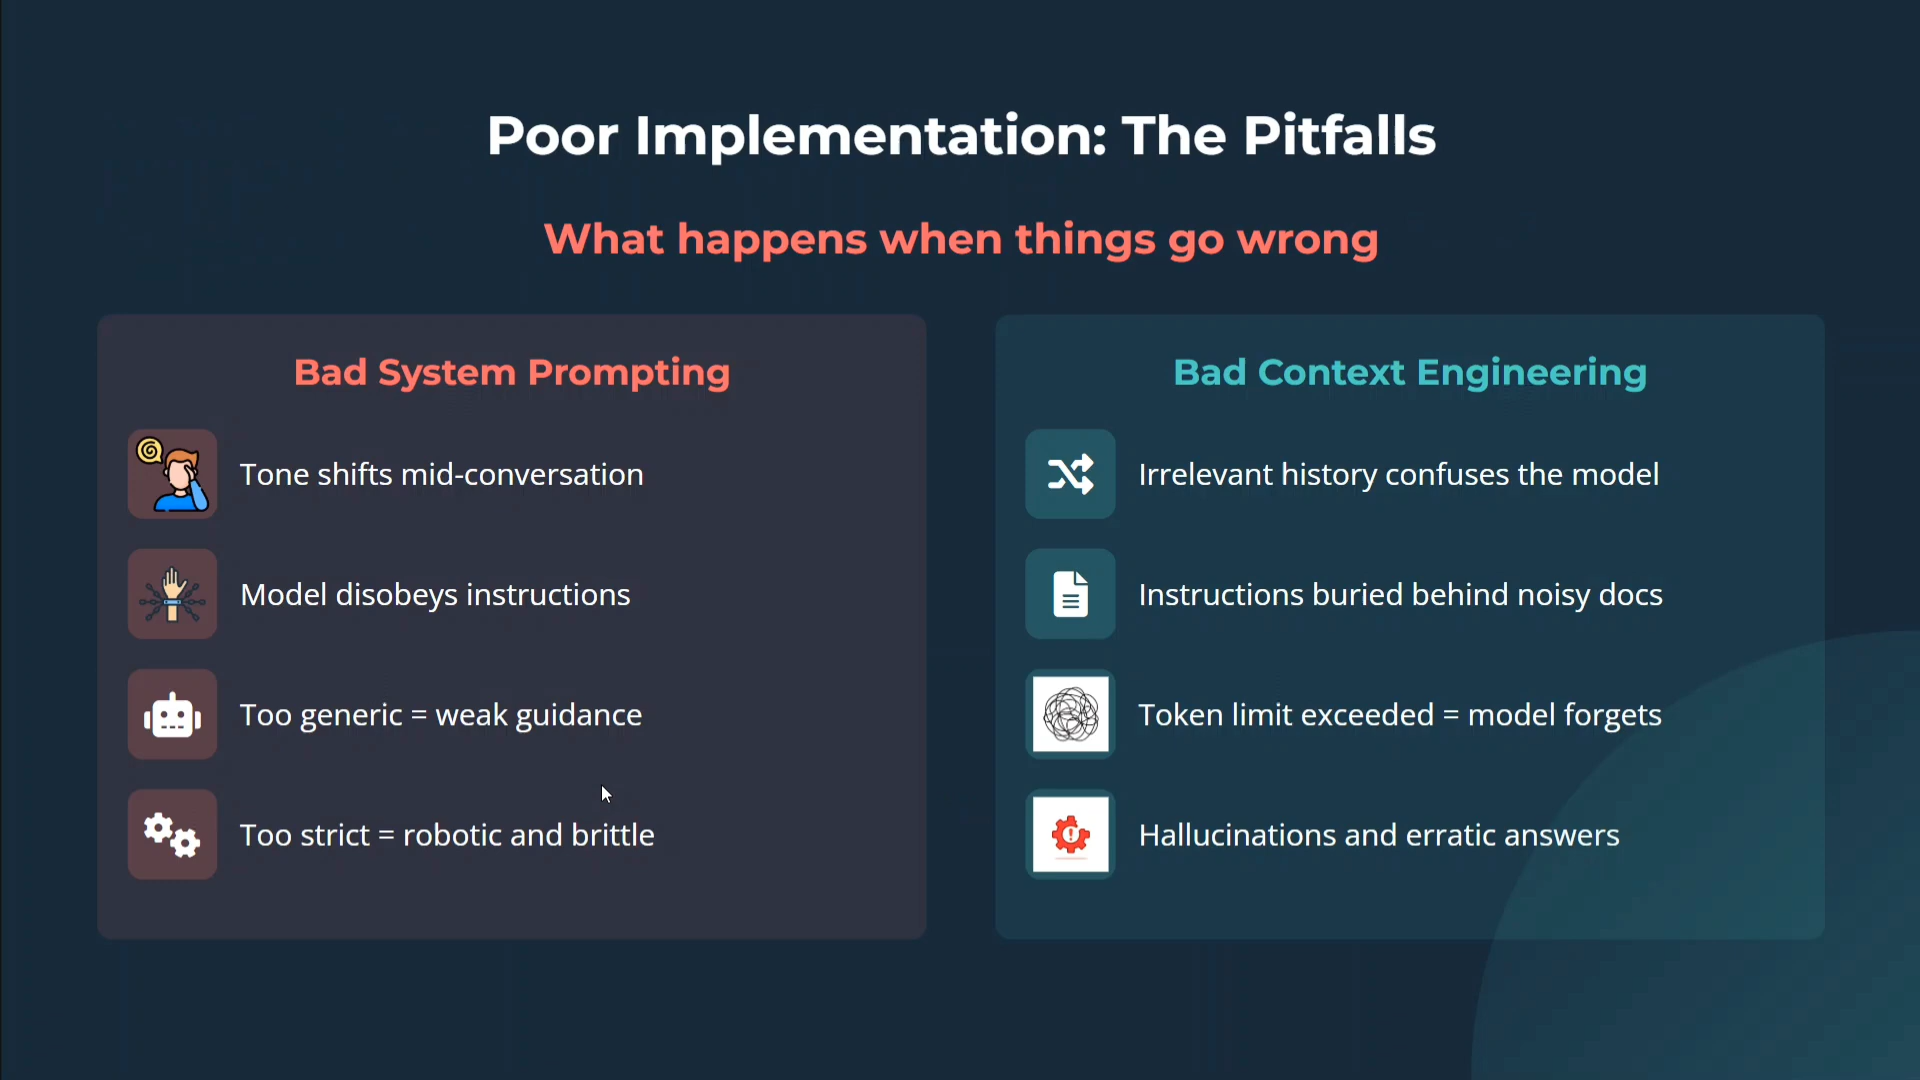 Poor Implementation: The Pitfalls
What happens when things go wrong
Bad System Prompting
Tone shifts mid-conversation
Model disobeys instructions
Too generic = weak guidance
Too strict = robotic and brittle
Bad Context Engineering
Irrelevant history confuses the model
Instructions buried behind noisy docs
Token limit exceeded = model forgets
Hallucinations and erratic answers